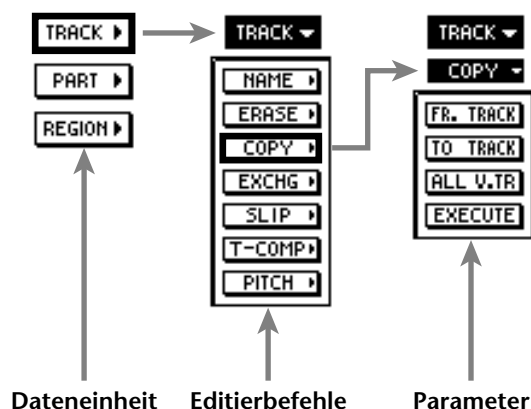 TRACK
PART
REGION
Dateneinheit
TRACK
NAME
ERASE
COPY
EXCHG
SLIP
T-COMP
PITCH
Editierbefehle
TRACK
COPY
FR. TRACK
TO TRACK
ALL V.TR
EXECUTE
Parameter